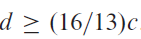 d ≥ (16/13)c